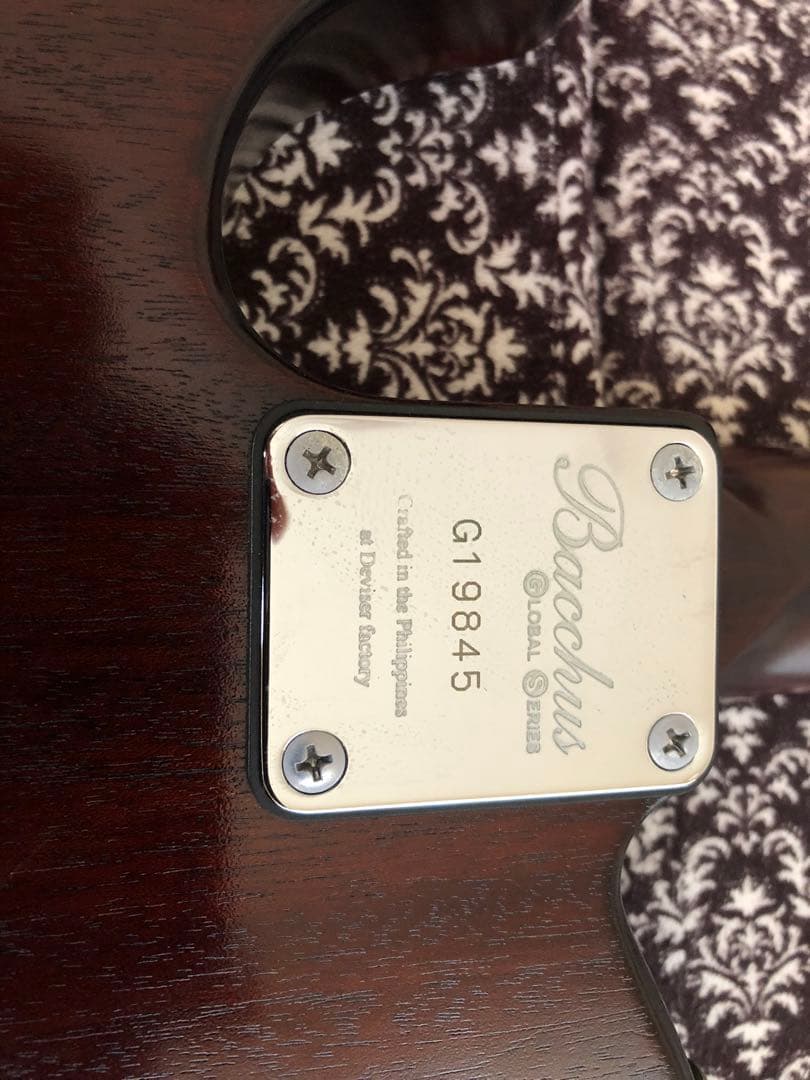 Bacchus
GLOBAL SERIES
G19845
Crafted in the Philippines
at Deviser factory